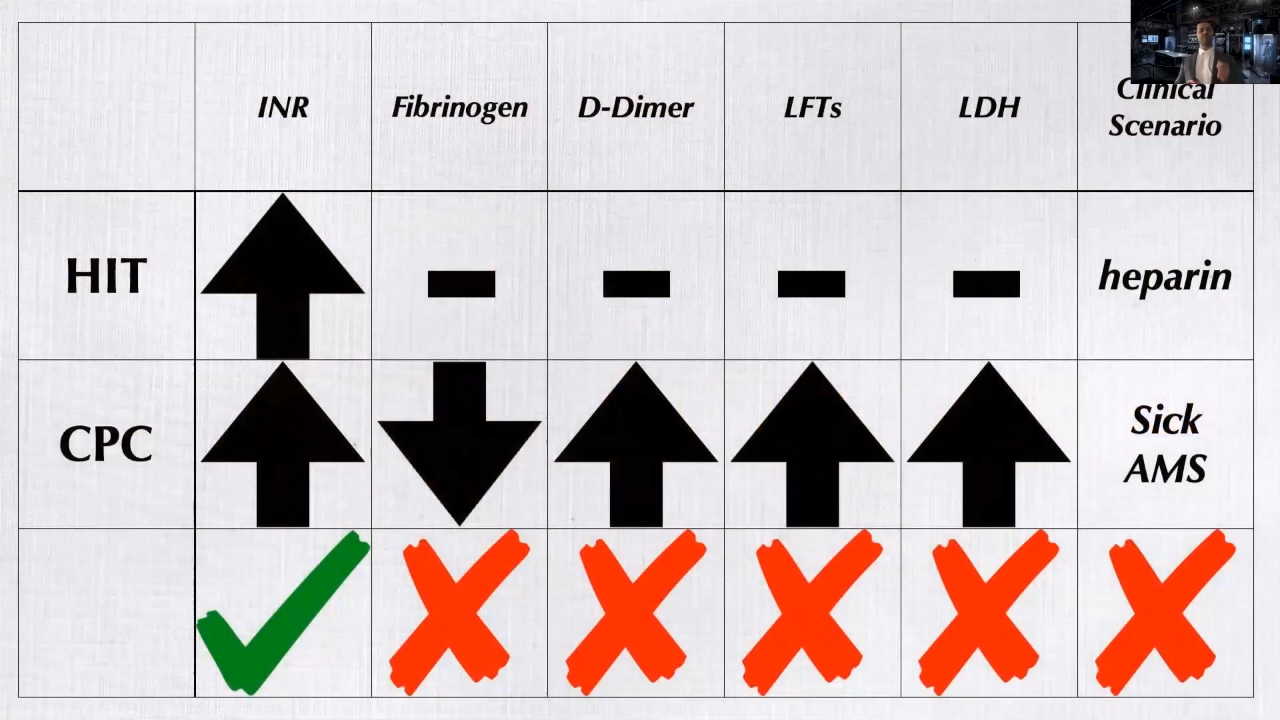 INR
Fibrinogen
D-Dimer
LFTs
LDH
Clinical
Scenario
HIT
heparin
CPC
Sick
AMS